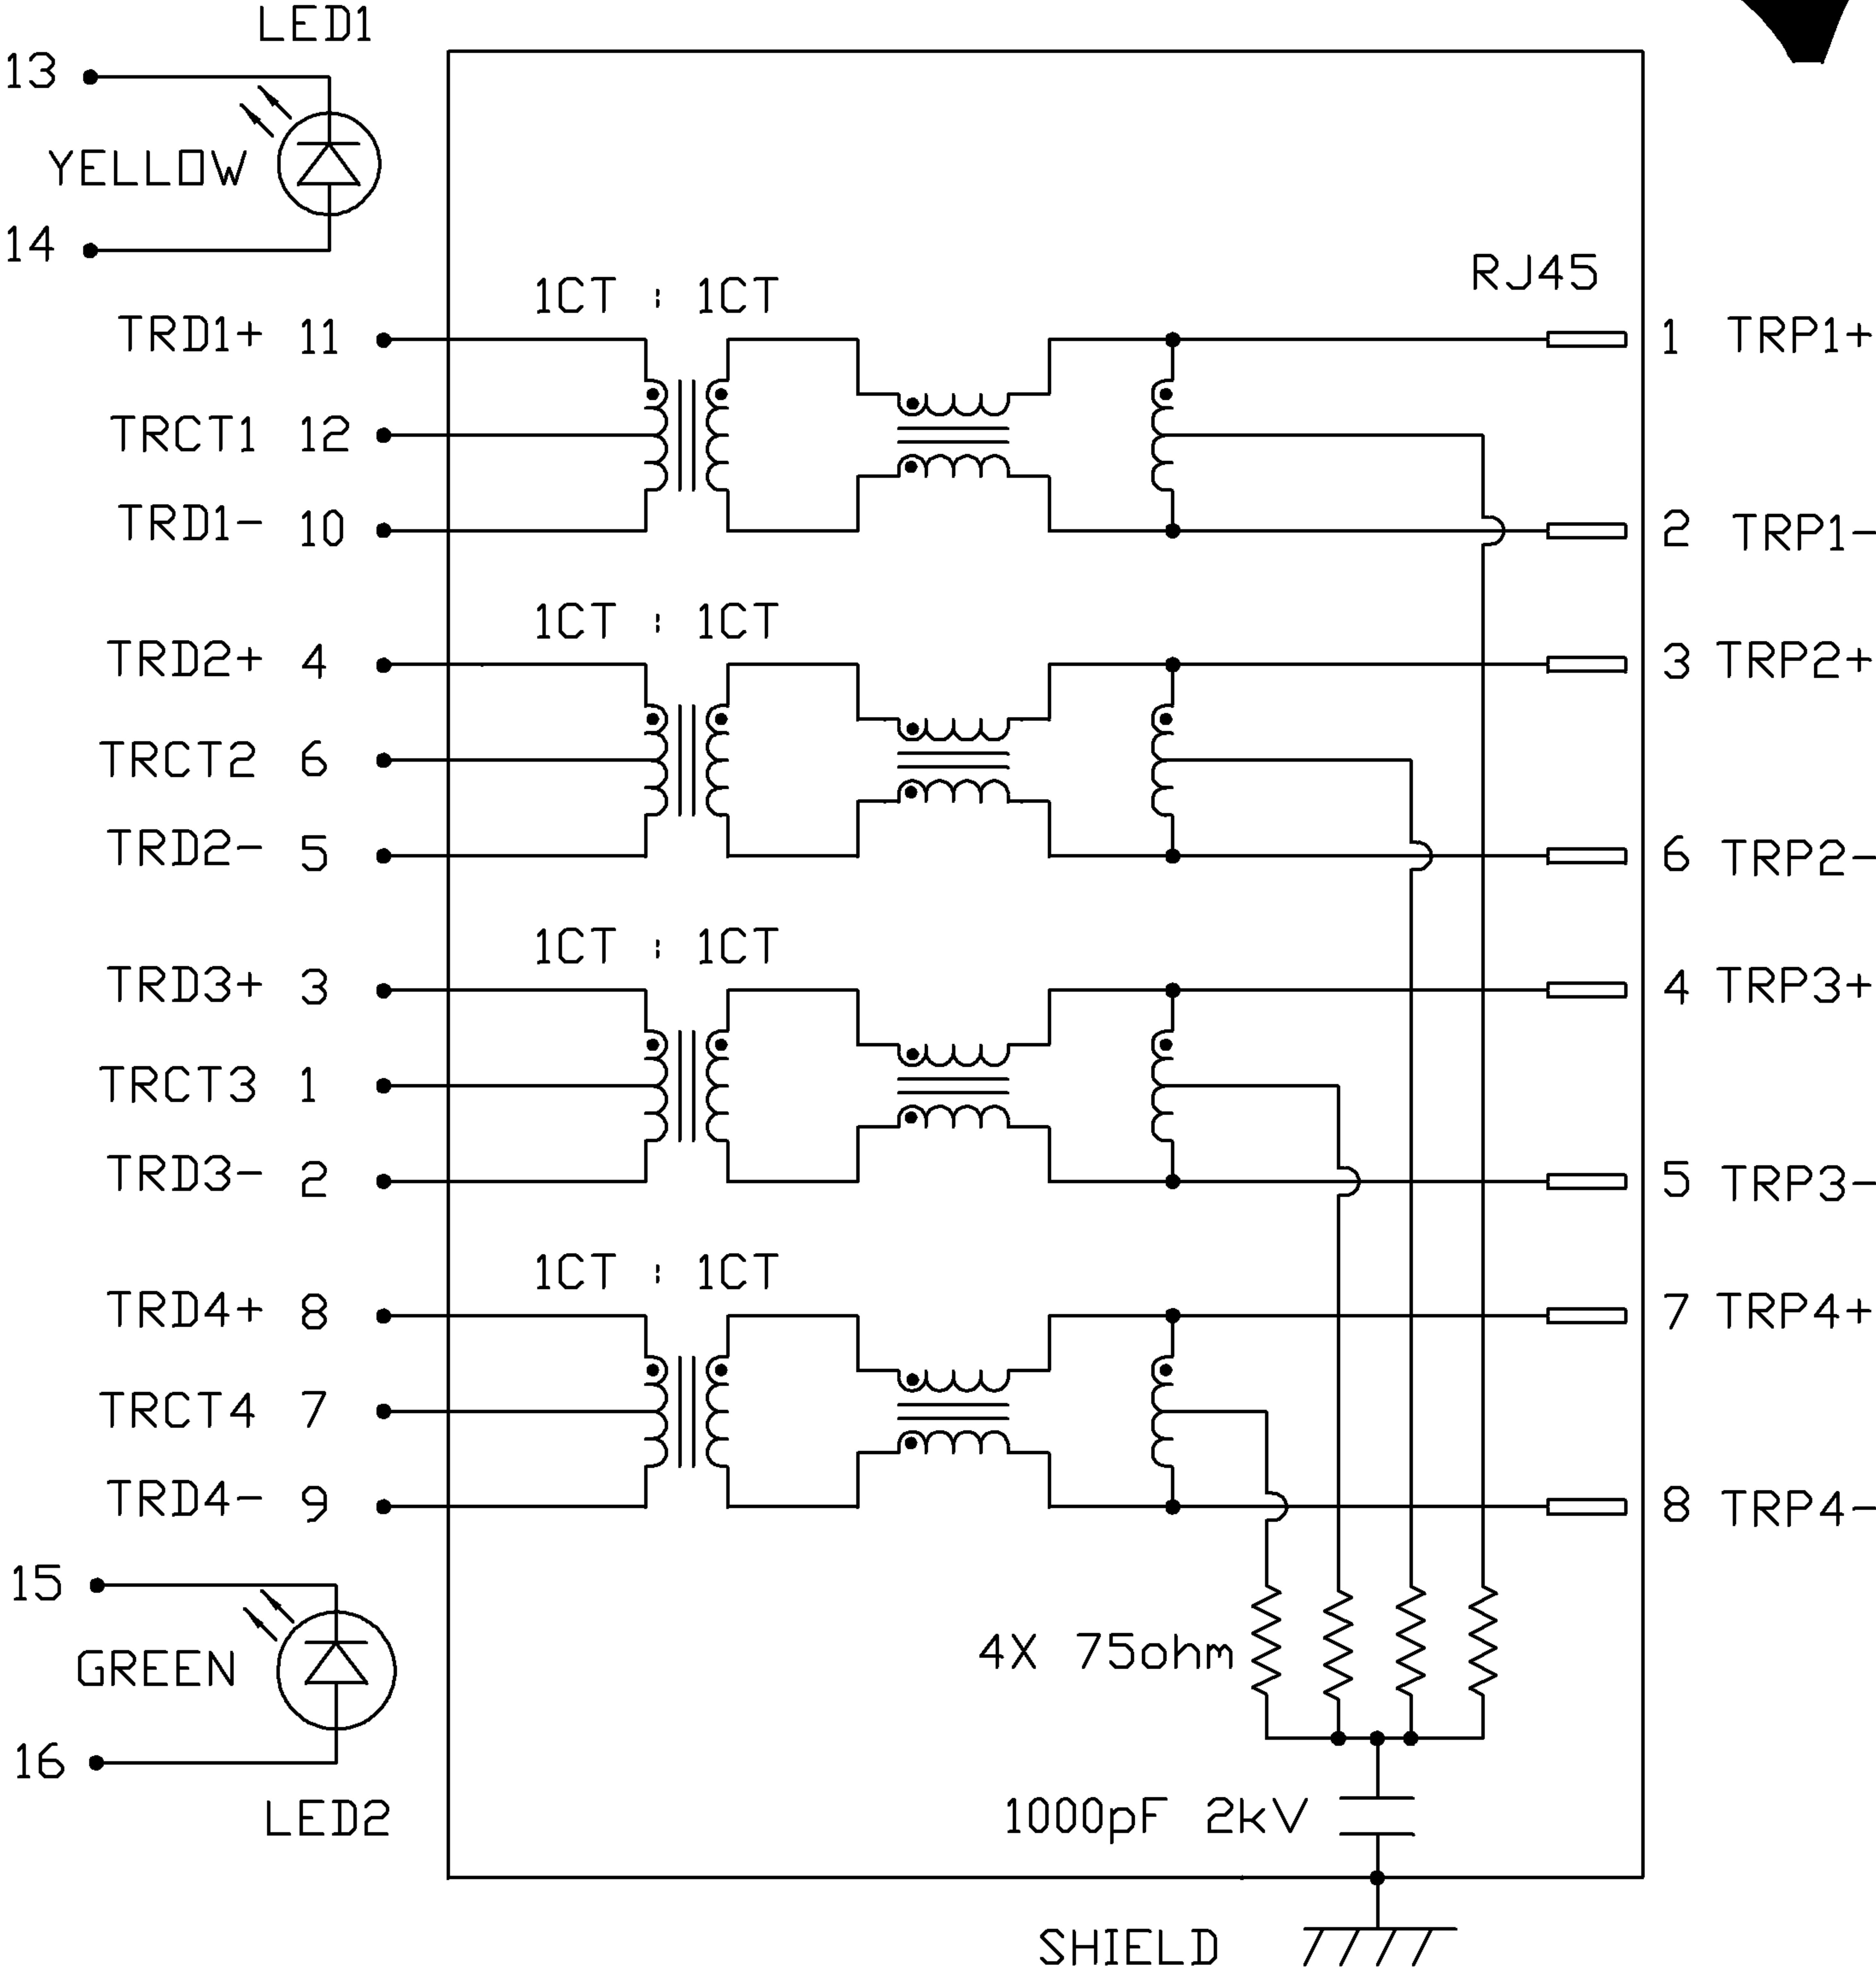 LED1
13
YELLOW
14
RJ45
1CT : 1CT
TRD1+ 11
1 TRP1+
TRCT1 12
TRD1- 10
2 TRP1-
1CT : 1CT
TRD2+ 4
3 TRP2+
TRCT2 6
TRD2- 5
6 TRP2-
1CT : 1CT
TRD3+ 3
4 TRP3+
TRCT3 1
TRD3- 2
5 TRP3-
1CT : 1CT
TRD4+ 8
7 TRP4+
TRCT4 7
TRD4- 9
8 TRP4-
15
GREEN
4X 75ohm
16
LED2
1000pF 2kV
SHIELD